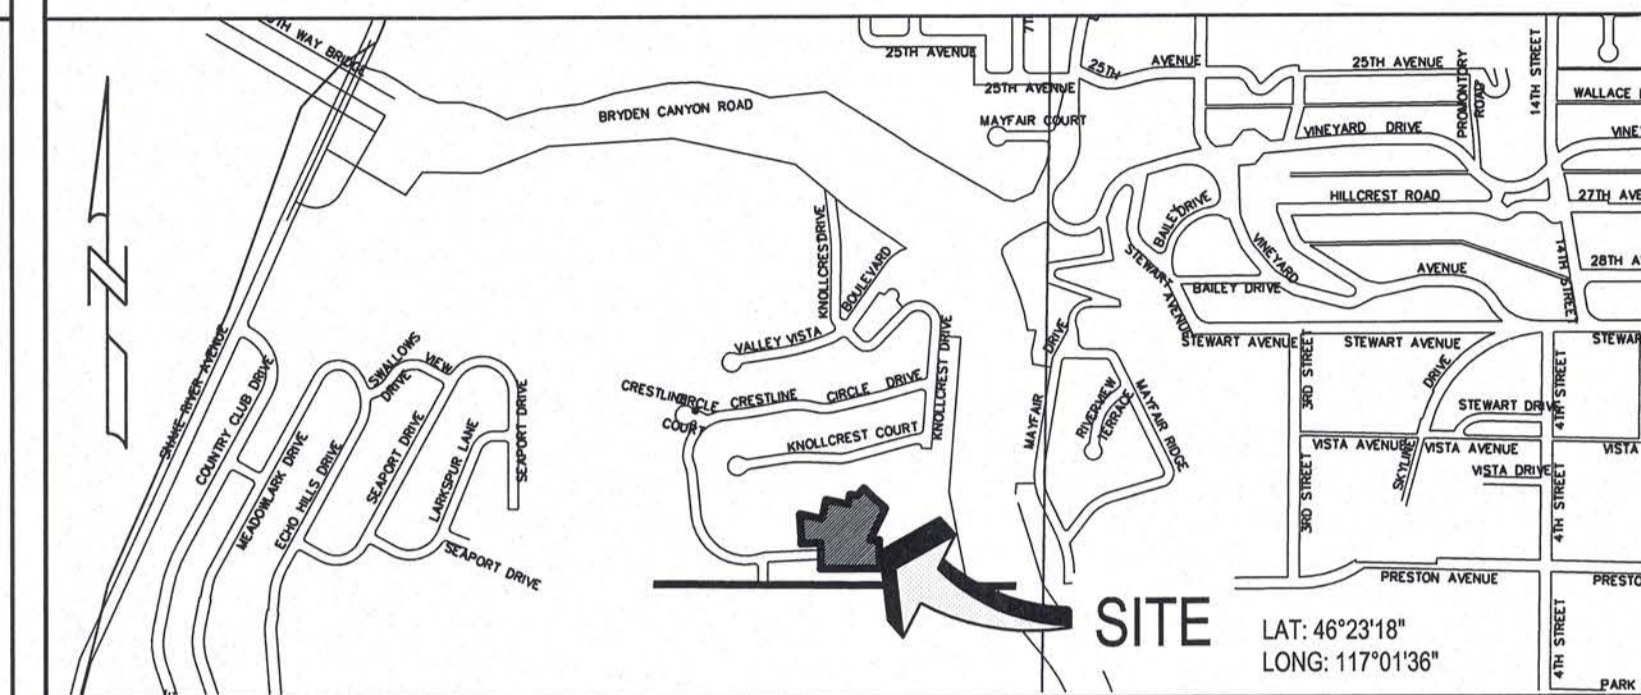 25TH AVENUE
7T
25TH
AVENUE
25TH AVENUE
14TH STREET
WAY BRIDGE
25TH AVENUE
PROMONTORY
ROAD
WALLACE
BRYDEN CANYON ROAD
MAYFAIR COURT
VINEYARD DRIVE
VINE
HILLCREST ROAD
27TH AVE
BAILEY DRIVE
KNOLLCREST DRIVE
BOULEVARD
STEWART AVENUE
VINEYARD
AVENUE
14TH STREET
28TH A
BAILEY DRIVE
VALLEY VISTA
KNOLLCREST DRIVE
DRIVE
STEWART AVENUE
STEWART AVENUE
STEWAR
SNAKE RIVER AVENUE
COUNTRY CLUB DRIVE
SWALLOWS
VIEW
DRIVE
SEAPORT DRIVE
CRESTLINE
CIRCLE
COURT
CRESTLINE
CIRCLE DRIVE
MAYFAIR
RIVERVIEW
TERRACE
MAYFAIR RIDGE
3RD STREET
DRIVE
STEWART DRIVE
4TH STREET
KNOLLCREST COURT
MEADOWLARK DRIVE
ECHO HILLS DRIVE
SEAPORT DRIVE
LARKSPUR LANE
VISTA AVENUE
SKYLINE
VISTA AVENUE
VISTA
VISTA DRIVE
3RD STREET
4TH STREET
SEAPORT DRIVE
PRESTON AVENUE
PRESTO
SITE
LAT: 46°23'18"
LONG: 117°01'36"
4TH STREET
PARK
N